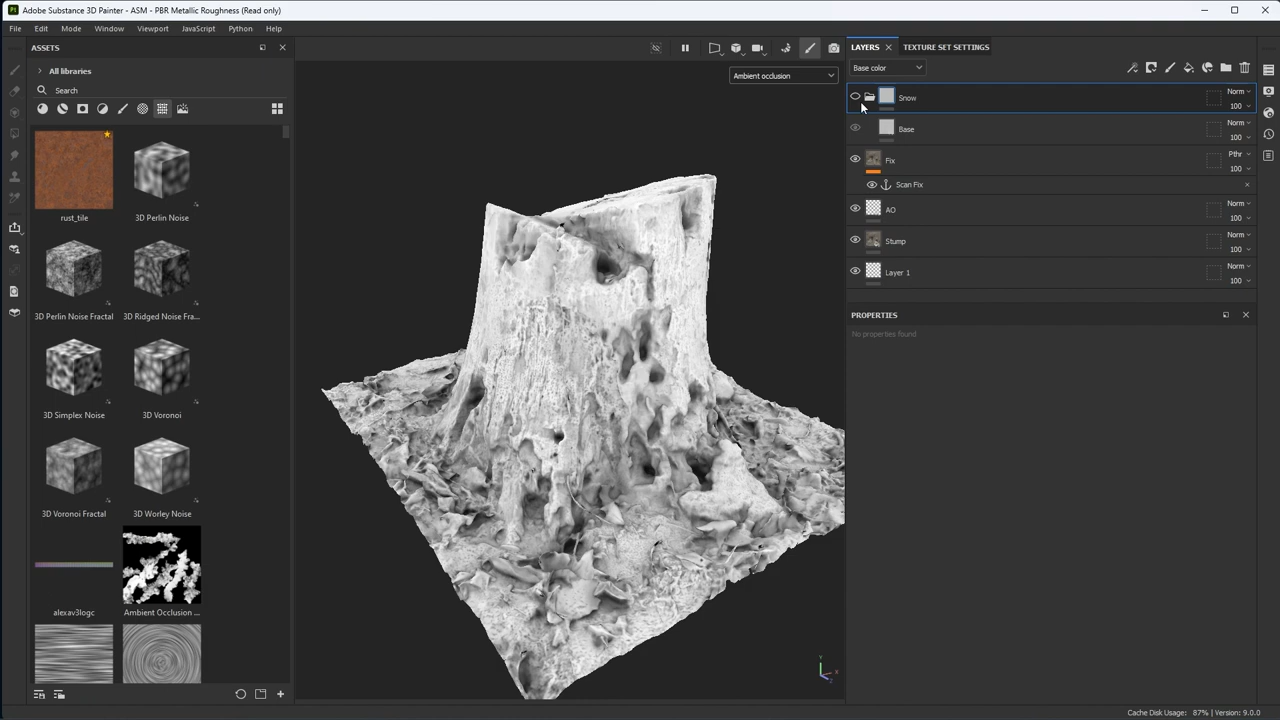 Adobe Substance 3D Painter - ASM - PBR Metallic Roughness (Read only)
File Edit Mode Window Viewport JavaScript Python Help
ASSETS
LAYERS TEXTURE SET SETTINGS
All libraries
Base color
Ambient occlusion
Search
Snow Norm
100
Base Norm
100
Fix Pthr
100
Scan Fix
AO Norm
100
Stump Norm
100
Layer 1 Norm
100
PROPERTIES
No properties found
rust_tile 3D Perlin Noise
3D Perlin Noise Fractal 3D Ridged Noise Fra...
3D Simplex Noise 3D Voronoi
3D Voronoi Fractal 3D Worley Noise
alexav3logc Ambient Occlusion ...
Cache Disk Usage: 87% | Version: 9.0.0